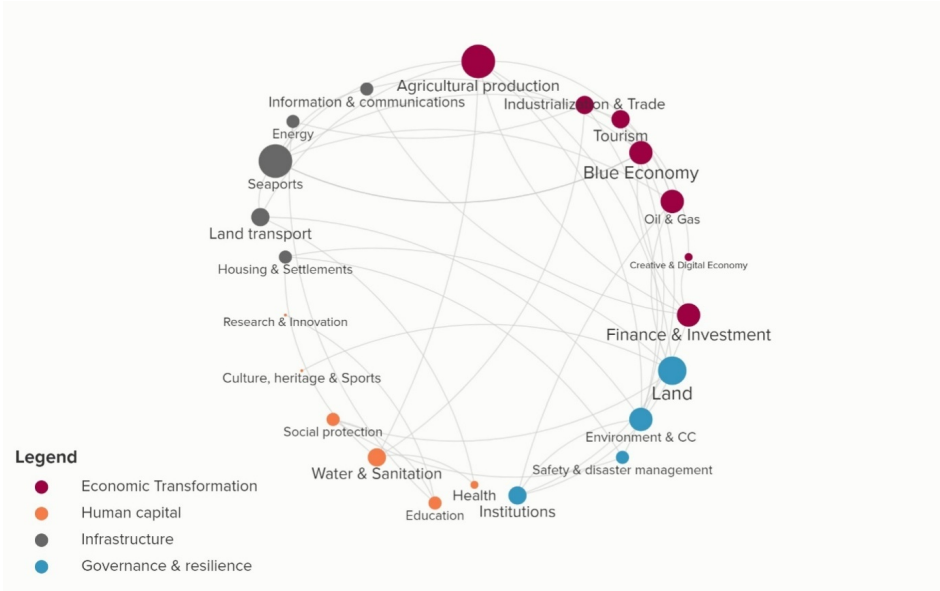 Agricultural production
Information & communications
Industrialization & Trade
Energy
Tourism
Blue Economy
Seaports
Oil & Gas
Land transport
Housing & Settlements
Creative & Digital Economy
Research & Innovation
Finance & Investment
Culture, heritage & Sports
Land
Social protection
Environment & CC
Water & Sanitation
Safety & disaster management
Health
Education
Institutions
Legend
Economic Transformation
Human capital
Infrastructure
Governance & resilience